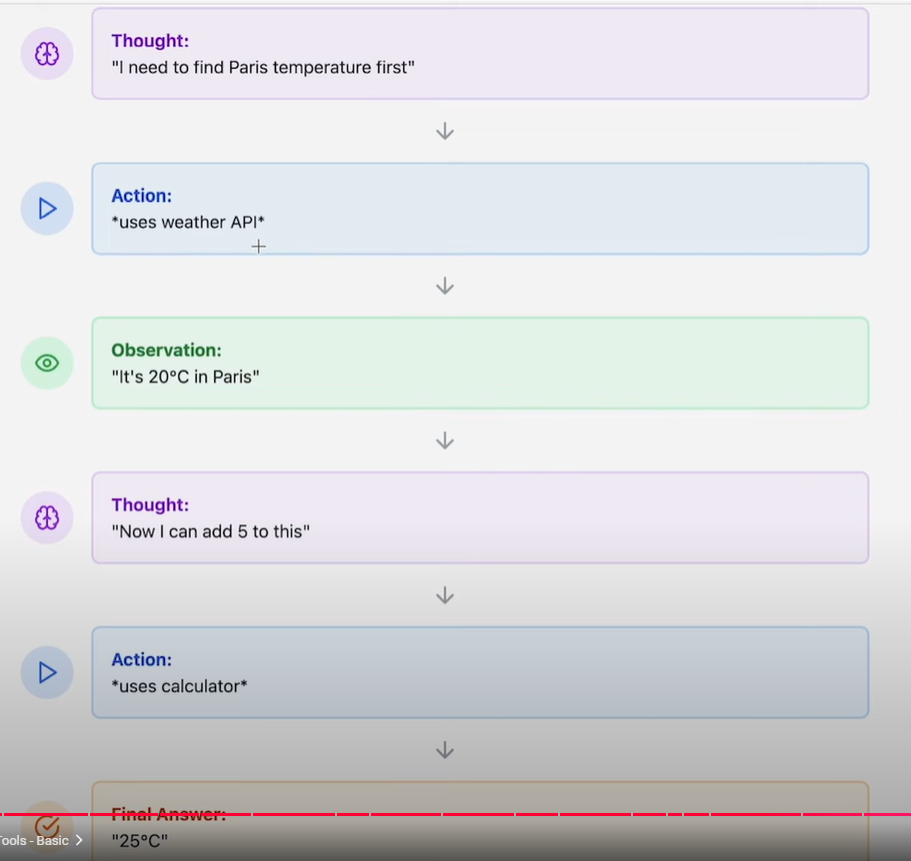 Thought:
"I need to find Paris temperature first"
Action:
*uses weather API*
Observation:
"It's 20°C in Paris"
Thought:
"Now I can add 5 to this"
Action:
*uses calculator*
Final Answer:
"25°C"
Tools - Basic